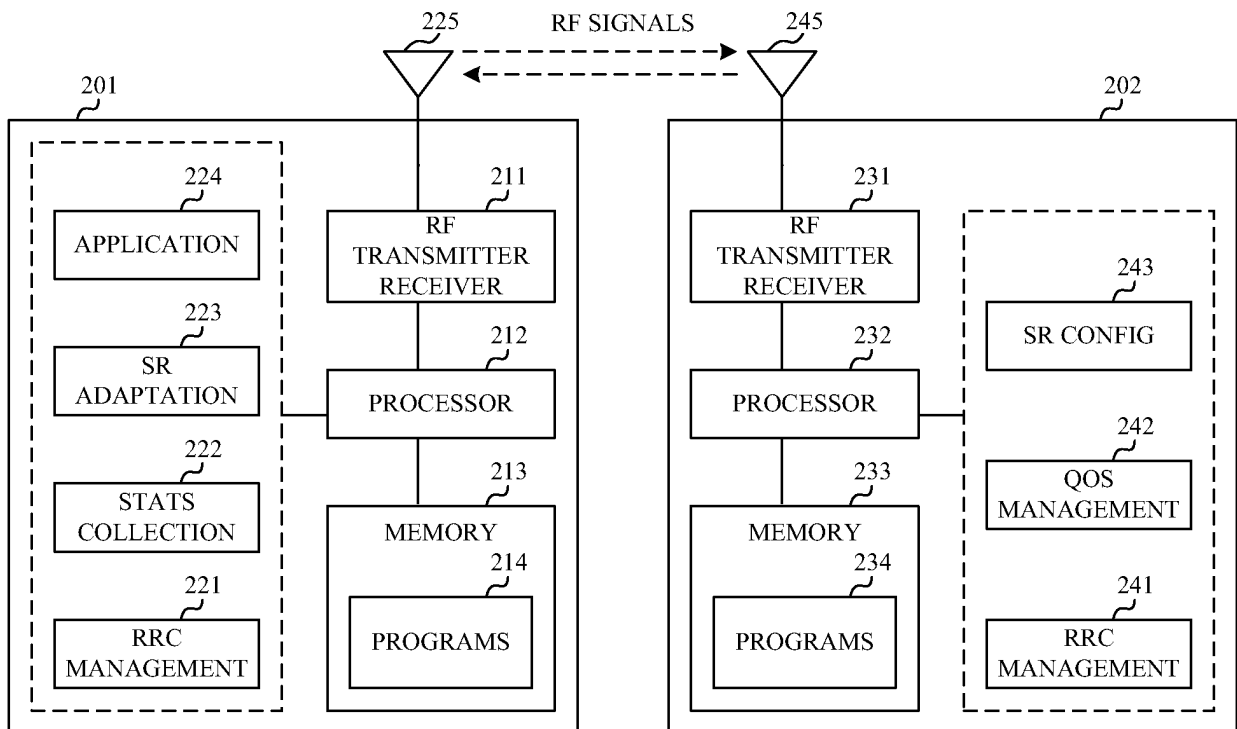 225
RF SIGNALS
245
201
202
224
APPLICATION
223
SR
ADAPTATION
222
STATS
COLLECTION
221
RRC
MANAGEMENT
211
RF
TRANSMITTER
RECEIVER
212
PROCESSOR
213
MEMORY
214
PROGRAMS
231
RF
TRANSMITTER
RECEIVER
232
PROCESSOR
233
MEMORY
234
PROGRAMS
243
SR CONFIG
242
QOS
MANAGEMENT
241
RRC
MANAGEMENT